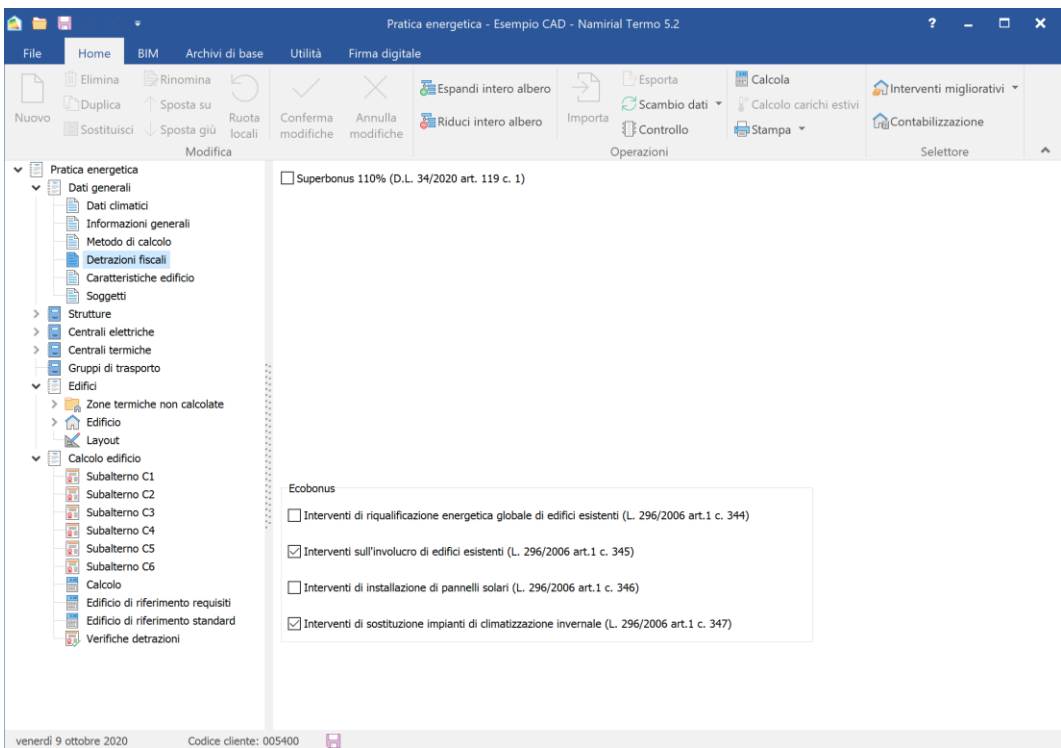 Pratica energetica - Esempio CAD - Namirial Termo 5.2
?
File Home BIM Archivi di base Utilità Firma digitale
Nuovo
Elimina
Duplica
Sostituisci
Rinomina
Sposta su
Sposta giù
Ruota locali
Modifica
Conferma modifiche
Annulla modifiche
Espandi intero albero
Riduci intero albero
Importa
Esporta
Scambio dati
Controllo
Calcola
Calcolo carichi estivi
Stampa
Operazioni
Interventi migliorativi
Contabilizzazione
Selettore
Pratica energetica
Dati generali
Dati climatici
Informazioni generali
Metodo di calcolo
Detrazioni fiscali
Caratteristiche edificio
Soggetti
Strutture
Centrali elettriche
Centrali termiche
Gruppi di trasporto
Edifici
Zone termiche non calcolate
Edificio
Layout
Calcolo edificio
Subalterno C1
Subalterno C2
Subalterno C3
Subalterno C4
Subalterno C5
Subalterno C6
Calcolo
Edificio di riferimento requisiti
Edificio di riferimento standard
Verifiche detrazioni
Superbonus 110% (D.L. 34/2020 art. 119 c. 1)
Ecobonus
Interventi di riqualificazione energetica globale di edifici esistenti (L. 296/2006 art.1 c. 344)
Interventi sull'involucro di edifici esistenti (L. 296/2006 art.1 c. 345)
Interventi di installazione di pannelli solari (L. 296/2006 art.1 c. 346)
Interventi di sostituzione impianti di climatizzazione invernale (L. 296/2006 art.1 c. 347)
venerdì 9 ottobre 2020 Codice cliente: 005400